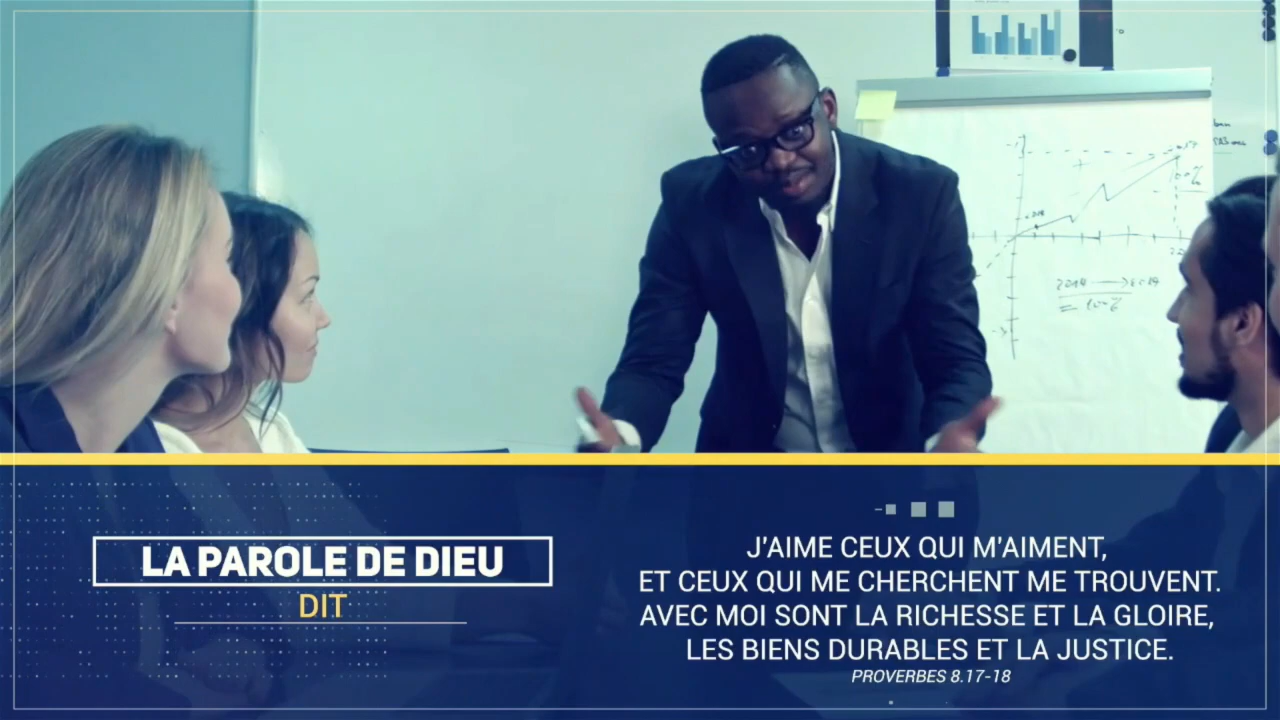 LA PAROLE DE DIEU
DIT
J'AIME CEUX QUI M'AIMENT,
ET CEUX QUI ME CHERCHENT ME TROUVENT.
AVEC MOI SONT LA RICHESSE ET LA GLOIRE,
LES BIENS DURABLES ET LA JUSTICE.
PROVERBES 8.17-18